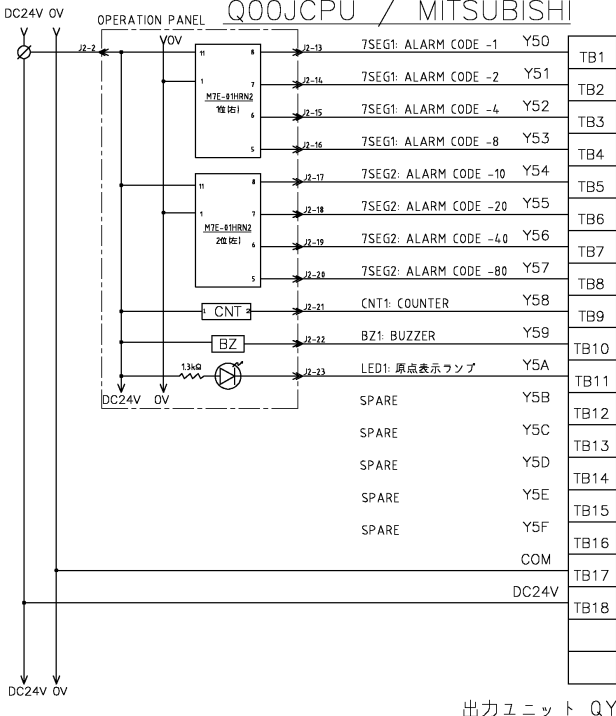 Q00JCPU / MITSUBISHI
DC24V 0V
OPERATION PANEL
J2-2
0V
11 8 J2-13 7SEG1: ALARM CODE -1 Y50 TB1
1 7 J2-14 7SEG1: ALARM CODE -2 Y51 TB2
M7E-01HRN2
1位(右) 6 J2-15 7SEG1: ALARM CODE -4 Y52 TB3
5 J2-16 7SEG1: ALARM CODE -8 Y53 TB4
11 8 J2-17 7SEG2: ALARM CODE -10 Y54 TB5
1 7 J2-18 7SEG2: ALARM CODE -20 Y55 TB6
M7E-01HRN2
2位(左) 6 J2-19 7SEG2: ALARM CODE -40 Y56 TB7
5 J2-20 7SEG2: ALARM CODE -80 Y57 TB8
1 CNT 2 J2-21 CNT1: COUNTER Y58 TB9
BZ J2-22 BZ1: BUZZER Y59 TB10
1.3kΩ J2-23 LED1: 原点表示ランプ Y5A TB11
DC24V 0V
SPARE Y5B TB12
SPARE Y5C TB13
SPARE Y5D TB14
SPARE Y5E TB15
SPARE Y5F TB16
COM TB17
DC24V TB18
DC24V 0V
出力ユニット QY